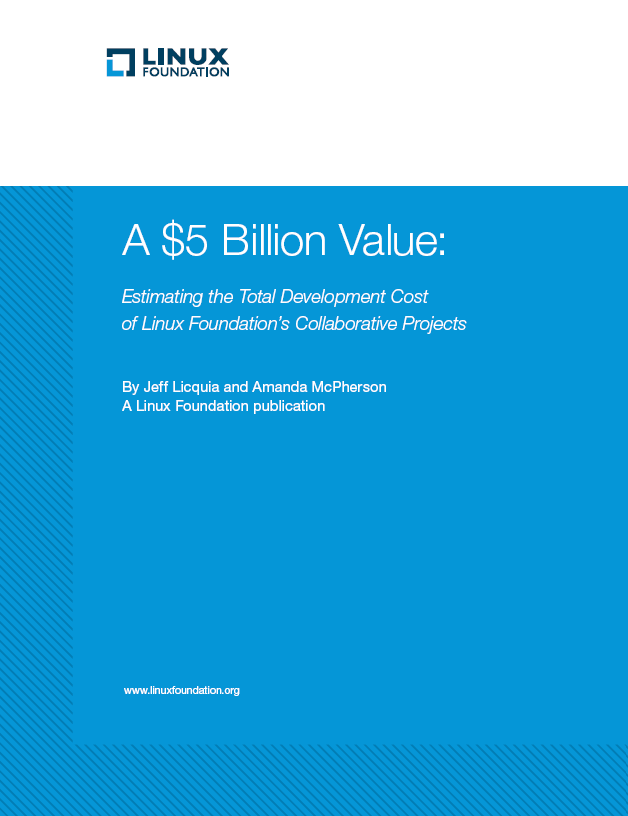 LINUX
FOUNDATION
A $5 Billion Value:
Estimating the Total Development Cost
of Linux Foundation's Collaborative Projects
By Jeff Licquia and Amanda McPherson
A Linux Foundation publication
www.linuxfoundation.org